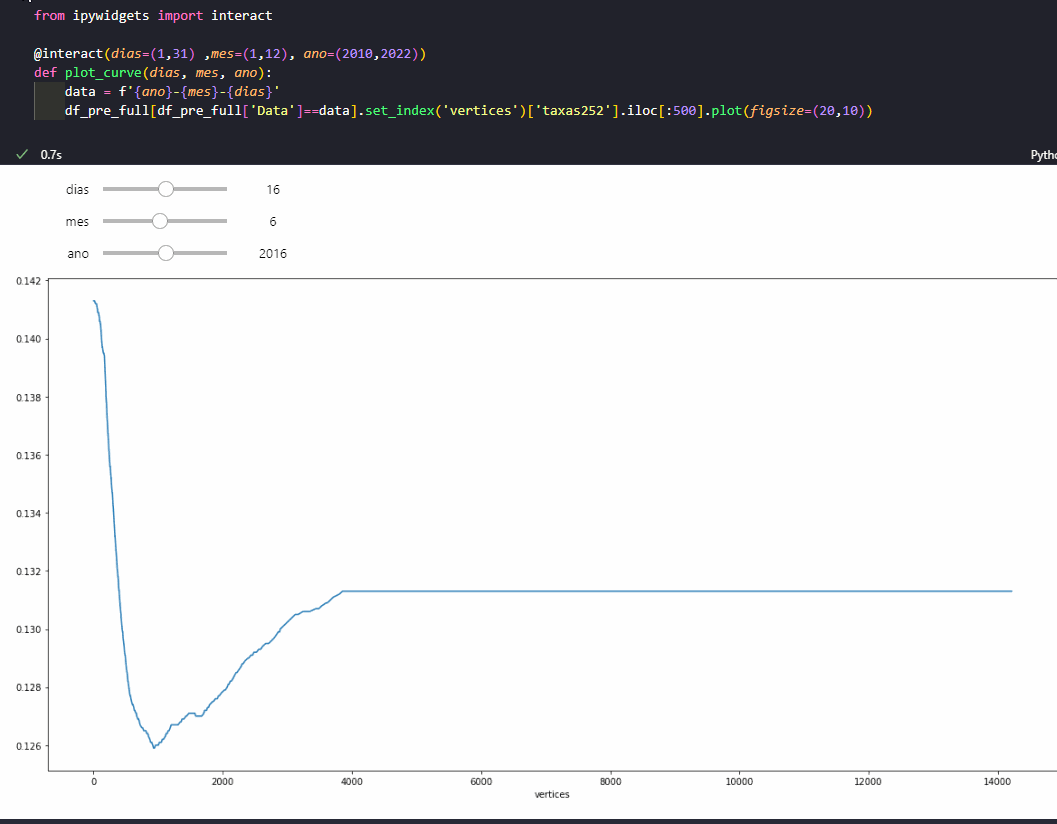 from ipywidgets import interact
@interact(dias=(1,31) ,mes=(1,12), ano=(2010,2022))
def plot_curve(dias, mes, ano):
data = f'{ano}-{mes}-{dias}'
df_pre_full[df_pre_full['Data']==data].set_index('vertices')['taxas252'].iloc[:500].plot(figsize=(20,10))
0.7s
dias 16
mes 6
ano 2016
0.142
0.140
0.138
0.136
0.134
0.132
0.130
0.128
0.126
0 2000 4000 6000 8000 10000 12000 14000
vertices